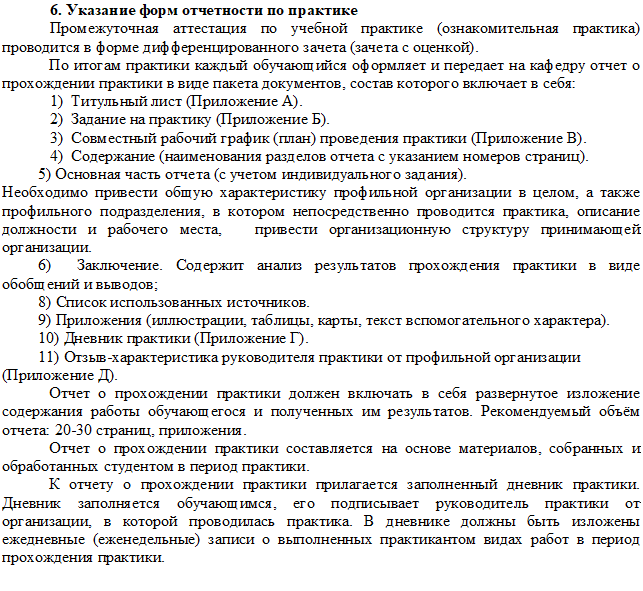 6. Указание форм отчетности по практике
Промежуточная аттестация по учебной практике (ознакомительная практика)
проводится в форме дифференцированного зачета (зачета с оценкой).
По итогам практики каждый обучающийся оформляет и передает на кафедру отчет о
прохождении практики в виде пакета документов, состав которого включает в себя:
1) Титульный лист (Приложение А).
2) Задание на практику (Приложение Б).
3) Совместный рабочий график (план) проведения практики (Приложение В).
4) Содержание (наименования разделов отчета с указанием номеров страниц).
5) Основная часть отчета (с учетом индивидуального задания).
Необходимо привести общую характеристику профильной организации в целом, а также
профильного подразделения, в котором непосредственно проводится практика, описание
должности и рабочего места, привести организационную структуру принимающей
организации.
6) Заключение. Содержит анализ результатов прохождения практики в виде
обобщений и выводов;
8) Список использованных источников.
9) Приложения (иллюстрации, таблицы, карты, текст вспомогательного характера).
10) Дневник практики (Приложение Г).
11) Отзыв-характеристика руководителя практики от профильной организации
(Приложение Д).
Отчет о прохождении практики должен включать в себя развернутое изложение
содержания работы обучающегося и полученных им результатов. Рекомендуемый объём
отчета: 20-30 страниц, приложения.
Отчет о прохождении практики составляется на основе материалов, собранных и
обработанных студентом в период практики.
К отчету о прохождении практики прилагается заполненный дневник практики.
Дневник заполняется обучающимся, его подписывает руководитель практики от
организации, в которой проводилась практика. В дневнике должны быть изложены
ежедневные (еженедельные) записи о выполненных практикантом видах работ в период
прохождения практики.